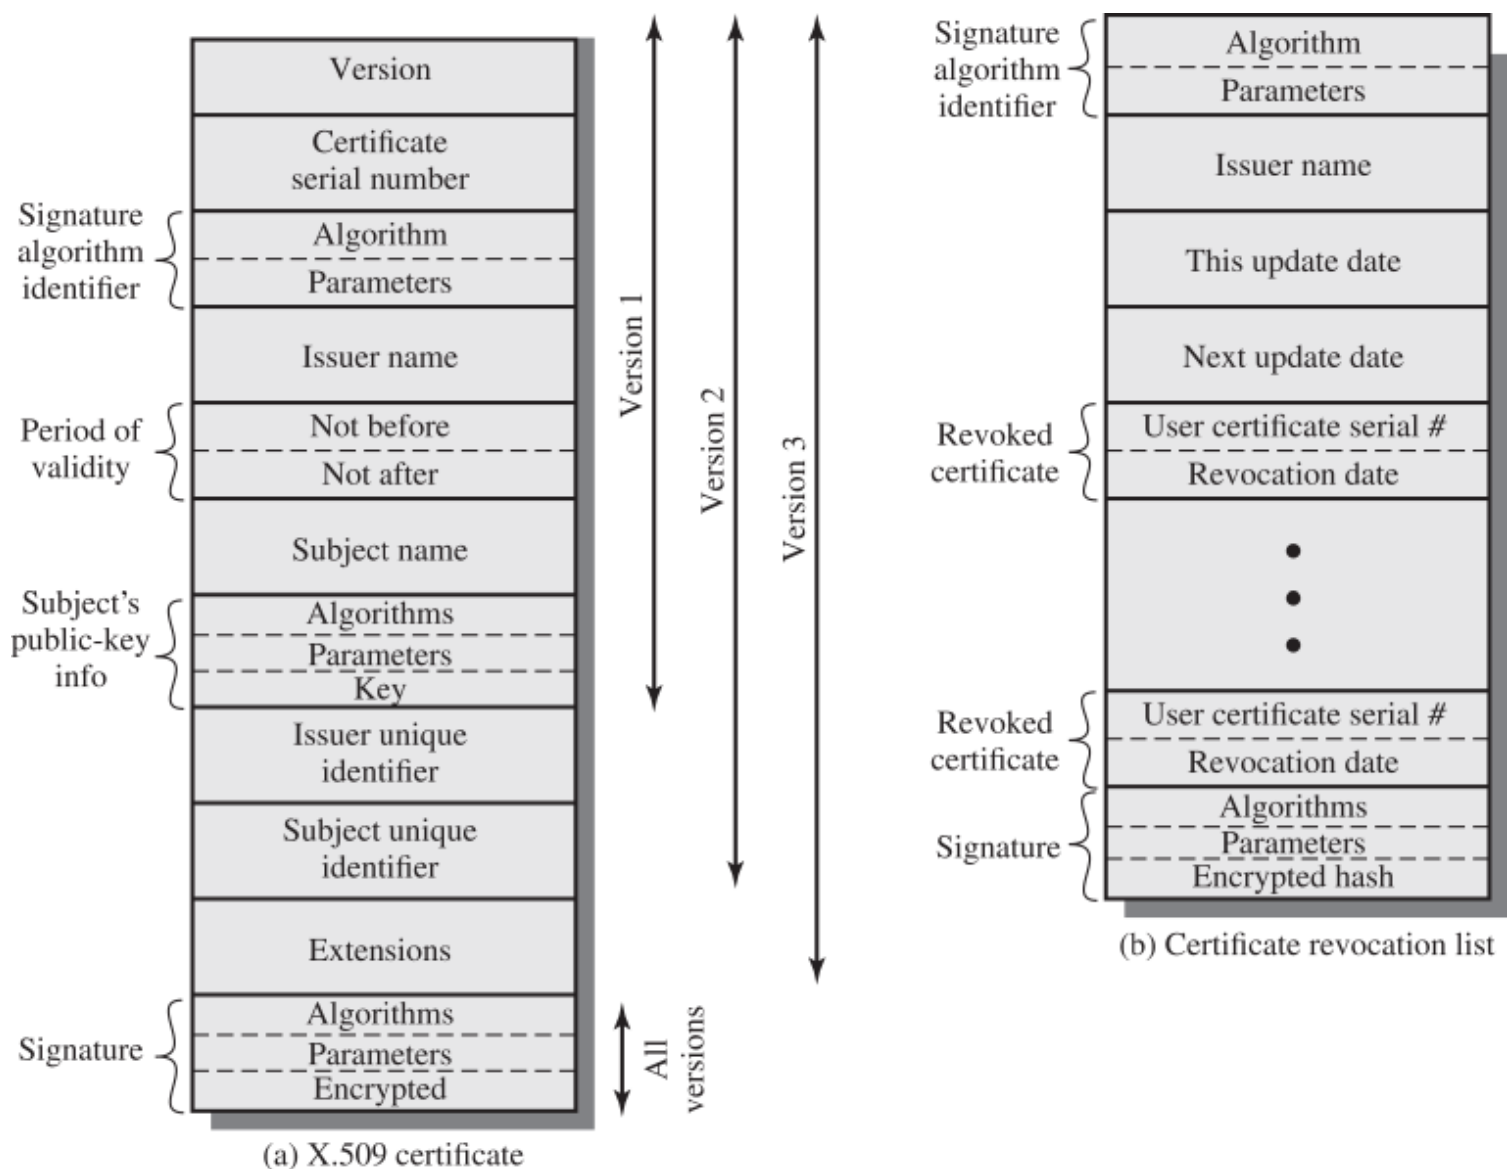 Version
Certificate
serial number
Signature
algorithm
identifier
Algorithm
Parameters
Issuer name
Period of
validity
Not before
Not after
Subject name
Subject's
public-key
info
Algorithms
Parameters
Key
Issuer unique
identifier
Subject unique
identifier
Extensions
Signature
Algorithms
Parameters
Encrypted
(a) X.509 certificate
Version 1
Version 2
Version 3
All
versions
Signature
algorithm
identifier
Algorithm
Parameters
Issuer name
This update date
Next update date
Revoked
certificate
User certificate serial #
Revocation date
Revoked
certificate
User certificate serial #
Revocation date
Signature
Algorithms
Parameters
Encrypted hash
(b) Certificate revocation list